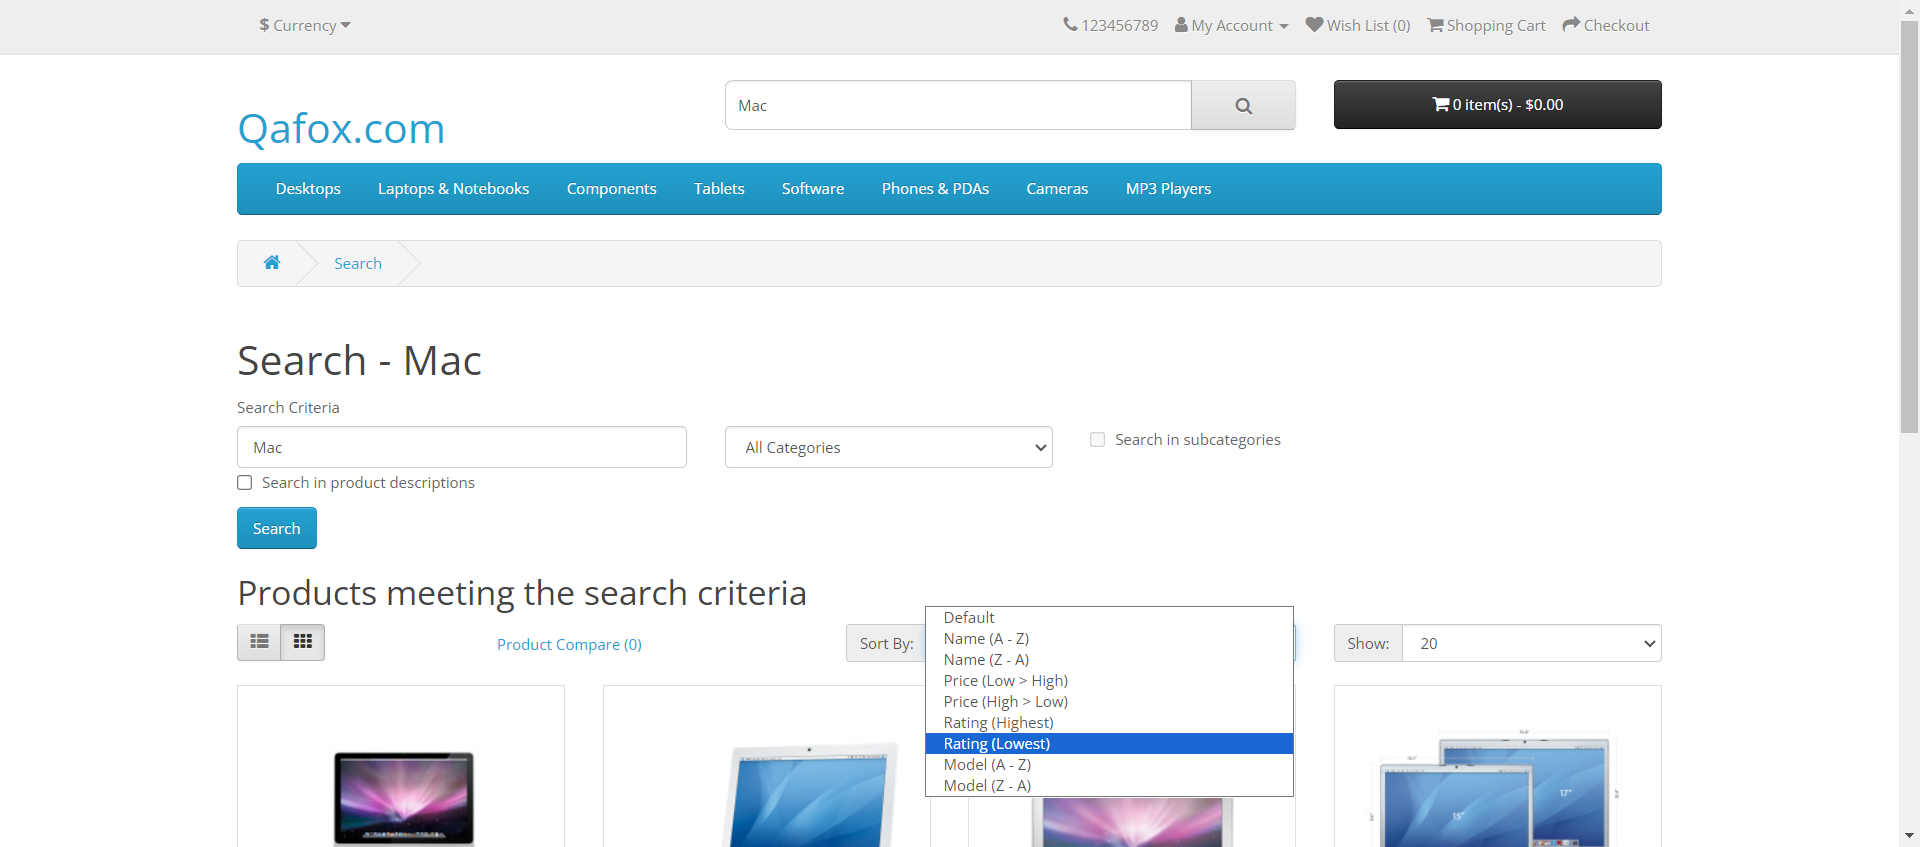 $ Currency
123456789 My Account Wish List (0) Shopping Cart Checkout
Qafox.com
Mac
0 item(s) - $0.00
Desktops Laptops & Notebooks Components Tablets Software Phones & PDAs Cameras MP3 Players
Search
Search - Mac
Search Criteria
Mac
All Categories
Search in subcategories
Search in product descriptions
Search
Products meeting the search criteria
Product Compare (0)
Sort By:
Default
Name (A - Z)
Name (Z - A)
Price (Low > High)
Price (High > Low)
Rating (Highest)
Rating (Lowest)
Model (A - Z)
Model (Z - A)
Show: 20
15"
17"